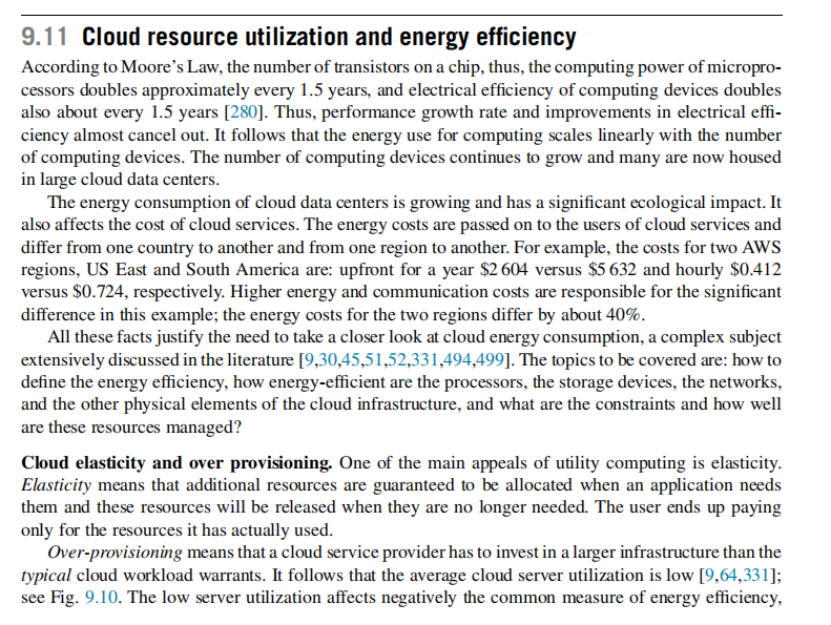 9.11 Cloud resource utilization and energy efficiency
According to Moore's Law, the number of transistors on a chip, thus, the computing power of micropro-
cessors doubles approximately every 1.5 years, and electrical efficiency of computing devices doubles
also about every 1.5 years [280]. Thus, performance growth rate and improvements in electrical effi-
ciency almost cancel out. It follows that the energy use for computing scales linearly with the number
of computing devices. The number of computing devices continues to grow and many are now housed
in large cloud data centers.
The energy consumption of cloud data centers is growing and has a significant ecological impact. It
also affects the cost of cloud services. The energy costs are passed on to the users of cloud services and
differ from one country to another and from one region to another. For example, the costs for two AWS
regions, US East and South America are: upfront for a year $2 604 versus $5 632 and hourly $0.412
versus $0.724, respectively. Higher energy and communication costs are responsible for the significant
difference in this example; the energy costs for the two regions differ by about 40%.
All these facts justify the need to take a closer look at cloud energy consumption, a complex subject
extensively discussed in the literature [9,30,45,51,52,331,494,499]. The topics to be covered are: how to
define the energy efficiency, how energy-efficient are the processors, the storage devices, the networks,
and the other physical elements of the cloud infrastructure, and what are the constraints and how well
are these resources managed?
Cloud elasticity and over provisioning. One of the main appeals of utility computing is elasticity.
Elasticity means that additional resources are guaranteed to be allocated when an application needs
them and these resources will be released when they are no longer needed. The user ends up paying
only for the resources it has actually used.
Over-provisioning means that a cloud service provider has to invest in a larger infrastructure than the
typical cloud workload warrants. It follows that the average cloud server utilization is low [9,64,331];
see Fig. 9.10. The low server utilization affects negatively the common measure of energy efficiency,